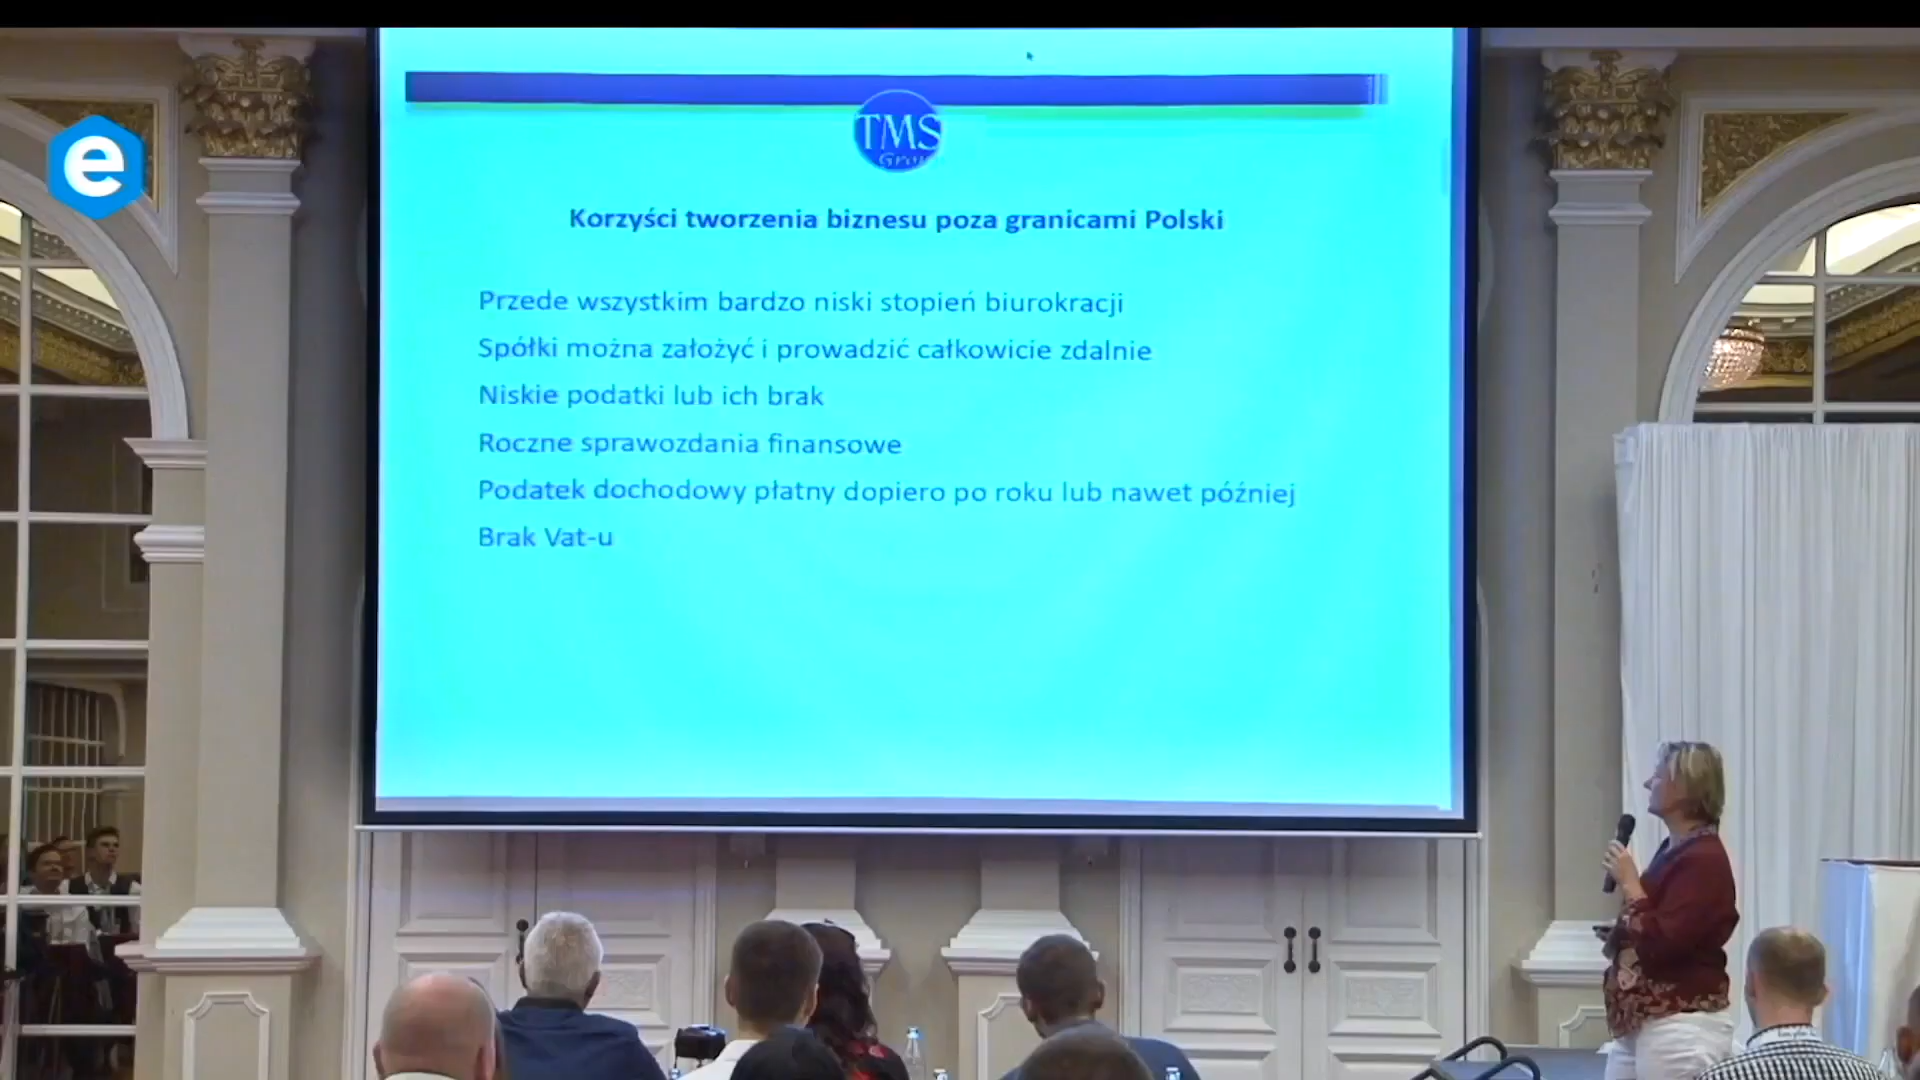 e
TMS
Group
Korzyści tworzenia biznesu poza granicami Polski
Przede wszystkim bardzo niski stopień biurokracji
Spółki można założyć i prowadzić całkowicie zdalnie
Niskie podatki lub ich brak
Roczne sprawozdania finansowe
Podatek dochodowy płatny dopiero po roku lub nawet później
Brak Vat-u